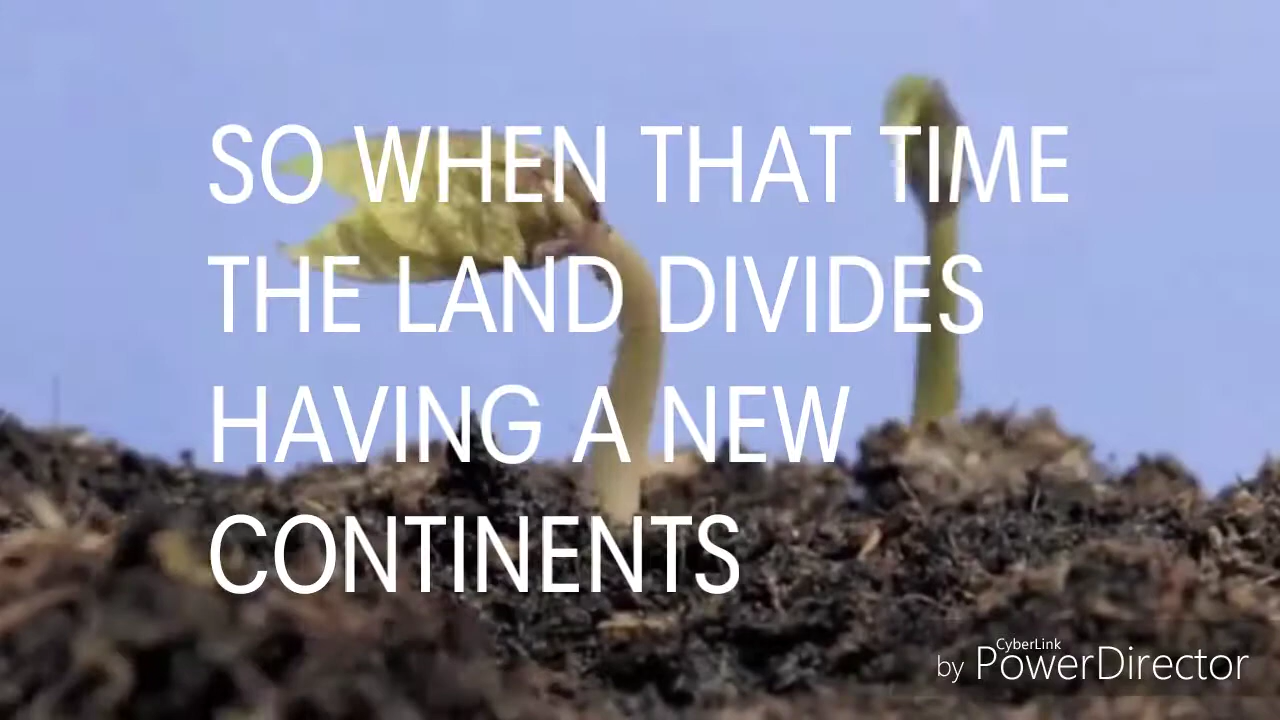 SO WHEN THAT TIME
THE LAND DIVIDES
HAVING A NEW
CONTINENTS
CyberLink
by PowerDirector